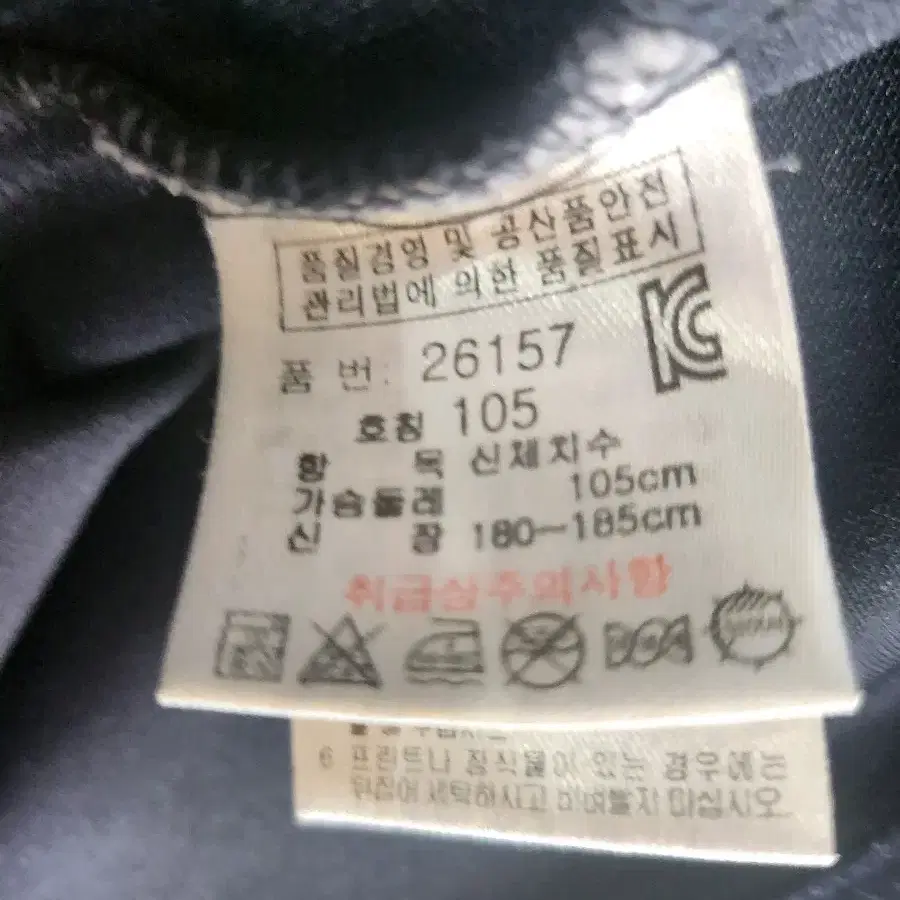 품질경영 및 공산품안전
관리법에 의한 품질표시
KC
품 번: 26157
호칭 105
항 목 신체치수
가슴둘레 105cm
신 장 180-185cm
취급상주의사항
6 프린트나 장식물이 있는 경우에는
뒤집어 세탁하시고 비벼빨지 마십시오.